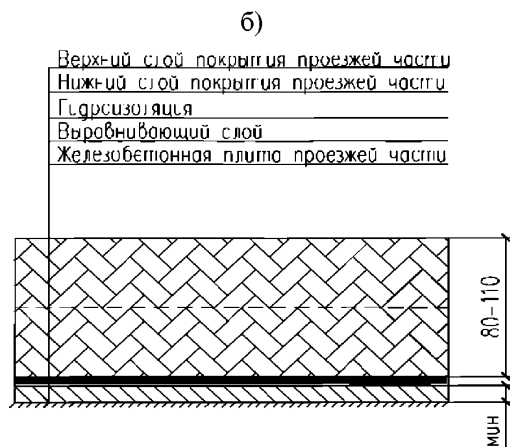 б)
Верхний слой покрытия проезжей части
Нижний слой покрытия проезжей части
Гидроизоляция
Выравнивающий слой
Железобетонная плита проезжей части
80-110
мин